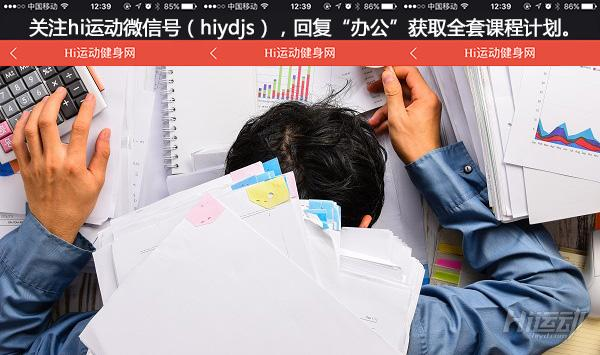 中国移动 12:39 85% 中国移动 12:39 85% 中国移动 12:39 86%
关注hi运动微信号（hiydjs），回复“办公”获取全套课程计划。
Hi运动健身网 Hi运动健身网 Hi运动健身网
Hi运动